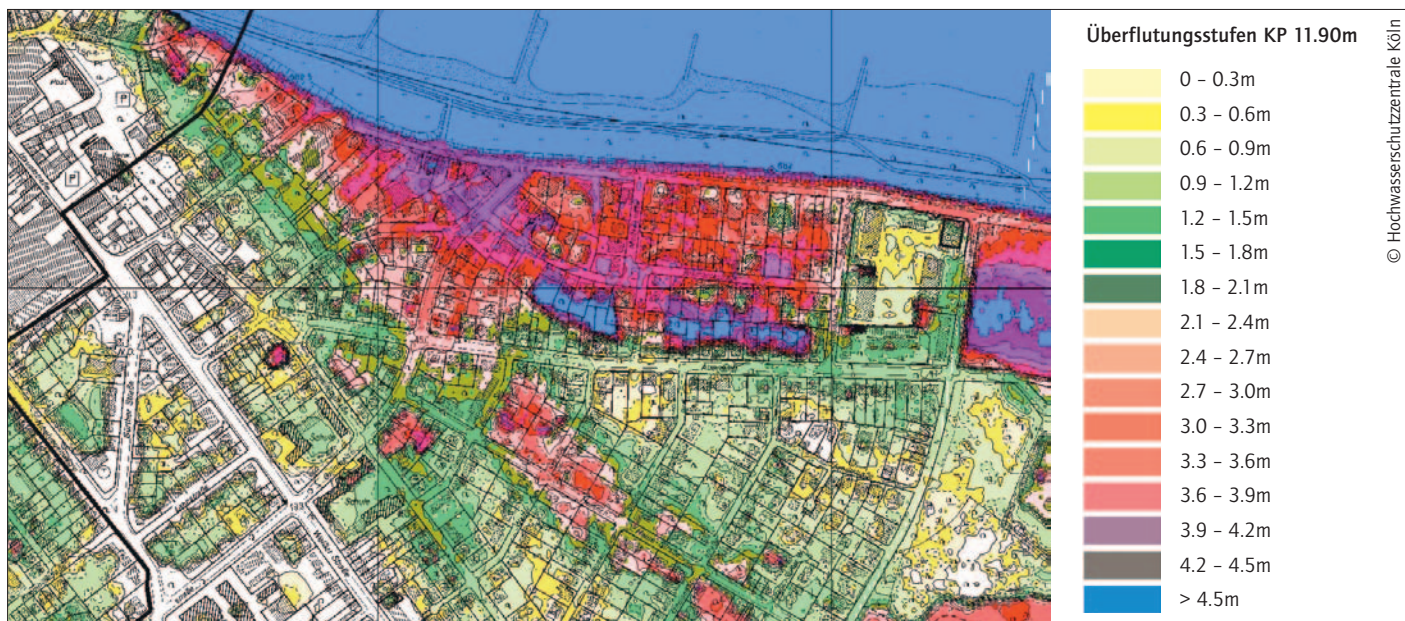 Überflutungsstufen KP 11.90m
0 – 0.3m
0.3 – 0.6m
0.6 – 0.9m
0.9 – 1.2m
1.2 – 1.5m
1.5 – 1.8m
1.8 – 2.1m
2.1 – 2.4m
2.4 – 2.7m
2.7 – 3.0m
3.0 – 3.3m
3.3 – 3.6m
3.6 – 3.9m
3.9 – 4.2m
4.2 – 4.5m
> 4.5m
© Hochwasserschutzzentrale Köln
P
P
Straße